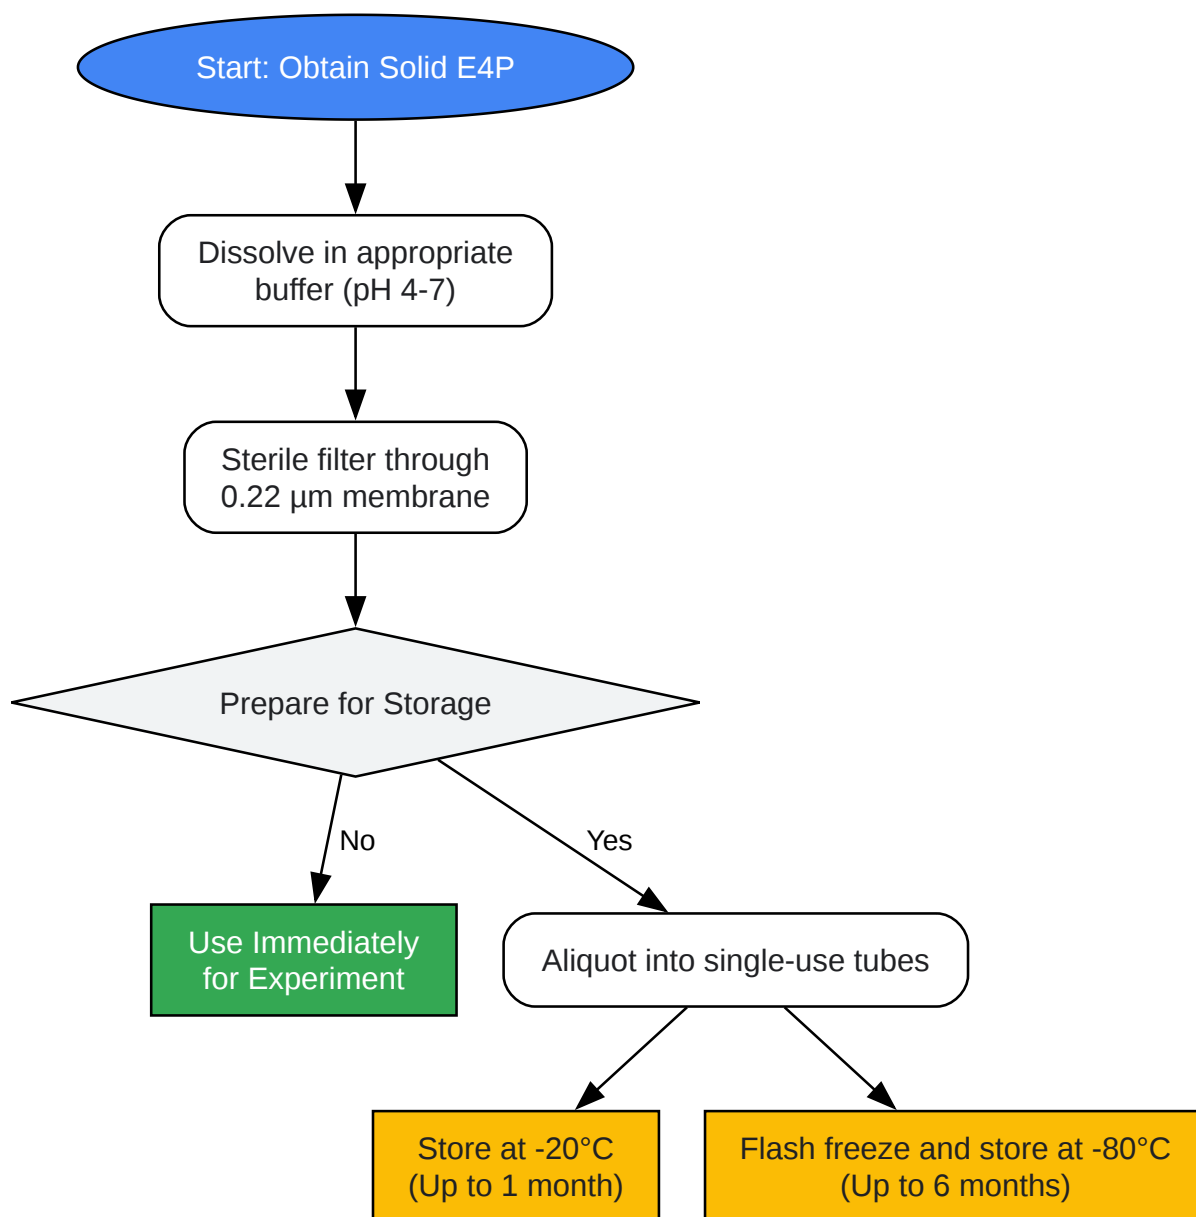 Start: Obtain Solid E4P
Dissolve in appropriate
buffer (pH 4-7)
Sterile filter through
0.22 µm membrane
Prepare for Storage
No
Yes
Use Immediately
for Experiment
Aliquot into single-use tubes
Store at -20°C
(Up to 1 month)
Flash freeze and store at -80°C
(Up to 6 months)